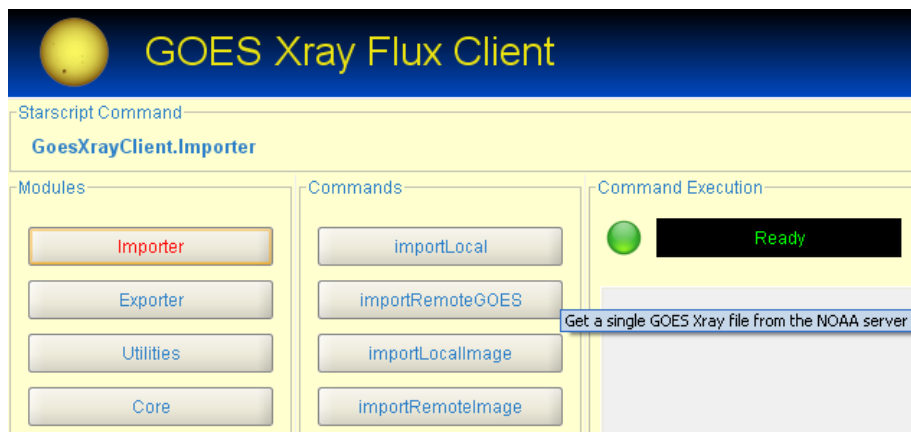 GOES Xray Flux Client
Starscript Command
GoesXrayClient.Importer
Modules
Commands
Command Execution
Importer
importLocal
Ready
Exporter
importRemoteGOES
Get a single GOES Xray file from the NOAA server
Utilities
importLocalImage
Core
importRemoteImage